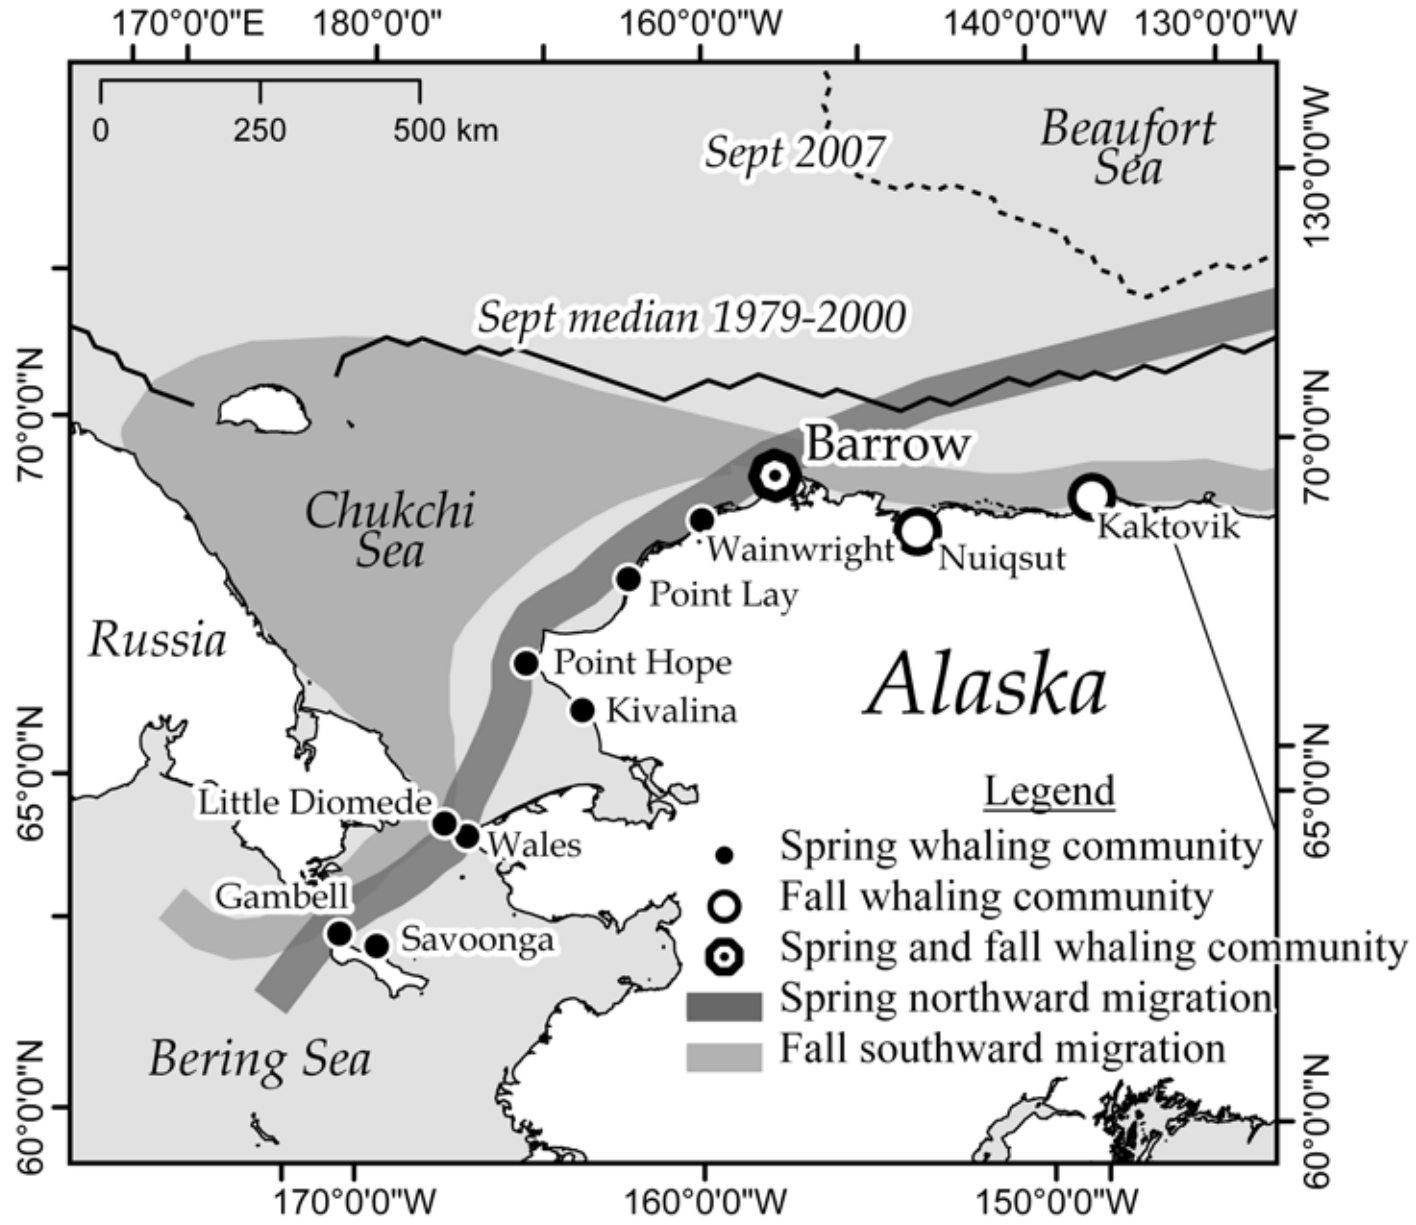 170°0'0"E
180°0'0"
160°0'0"W
140°0'0"W
130°0'0"W
0
250
500 km
Sept 2007
Beaufort
Sea
130°0'0"W
Sept median 1979-2000
70°0'0"N
70°0'0"N
Barrow
Chukchi
Sea
Kaktovik
Wainwright
Nuiqsut
Point Lay
Russia
Point Hope
Alaska
Kivalina
65°0'0"N
65°0'0"N
Legend
Little Diomede
Wales
Spring whaling community
Gambell
Fall whaling community
Savoonga
Spring and fall whaling community
Spring northward migration
Bering Sea
Fall southward migration
60°0'0"N
60°0'0"N
170°0'0"W
160°0'0"W
150°0'0"W